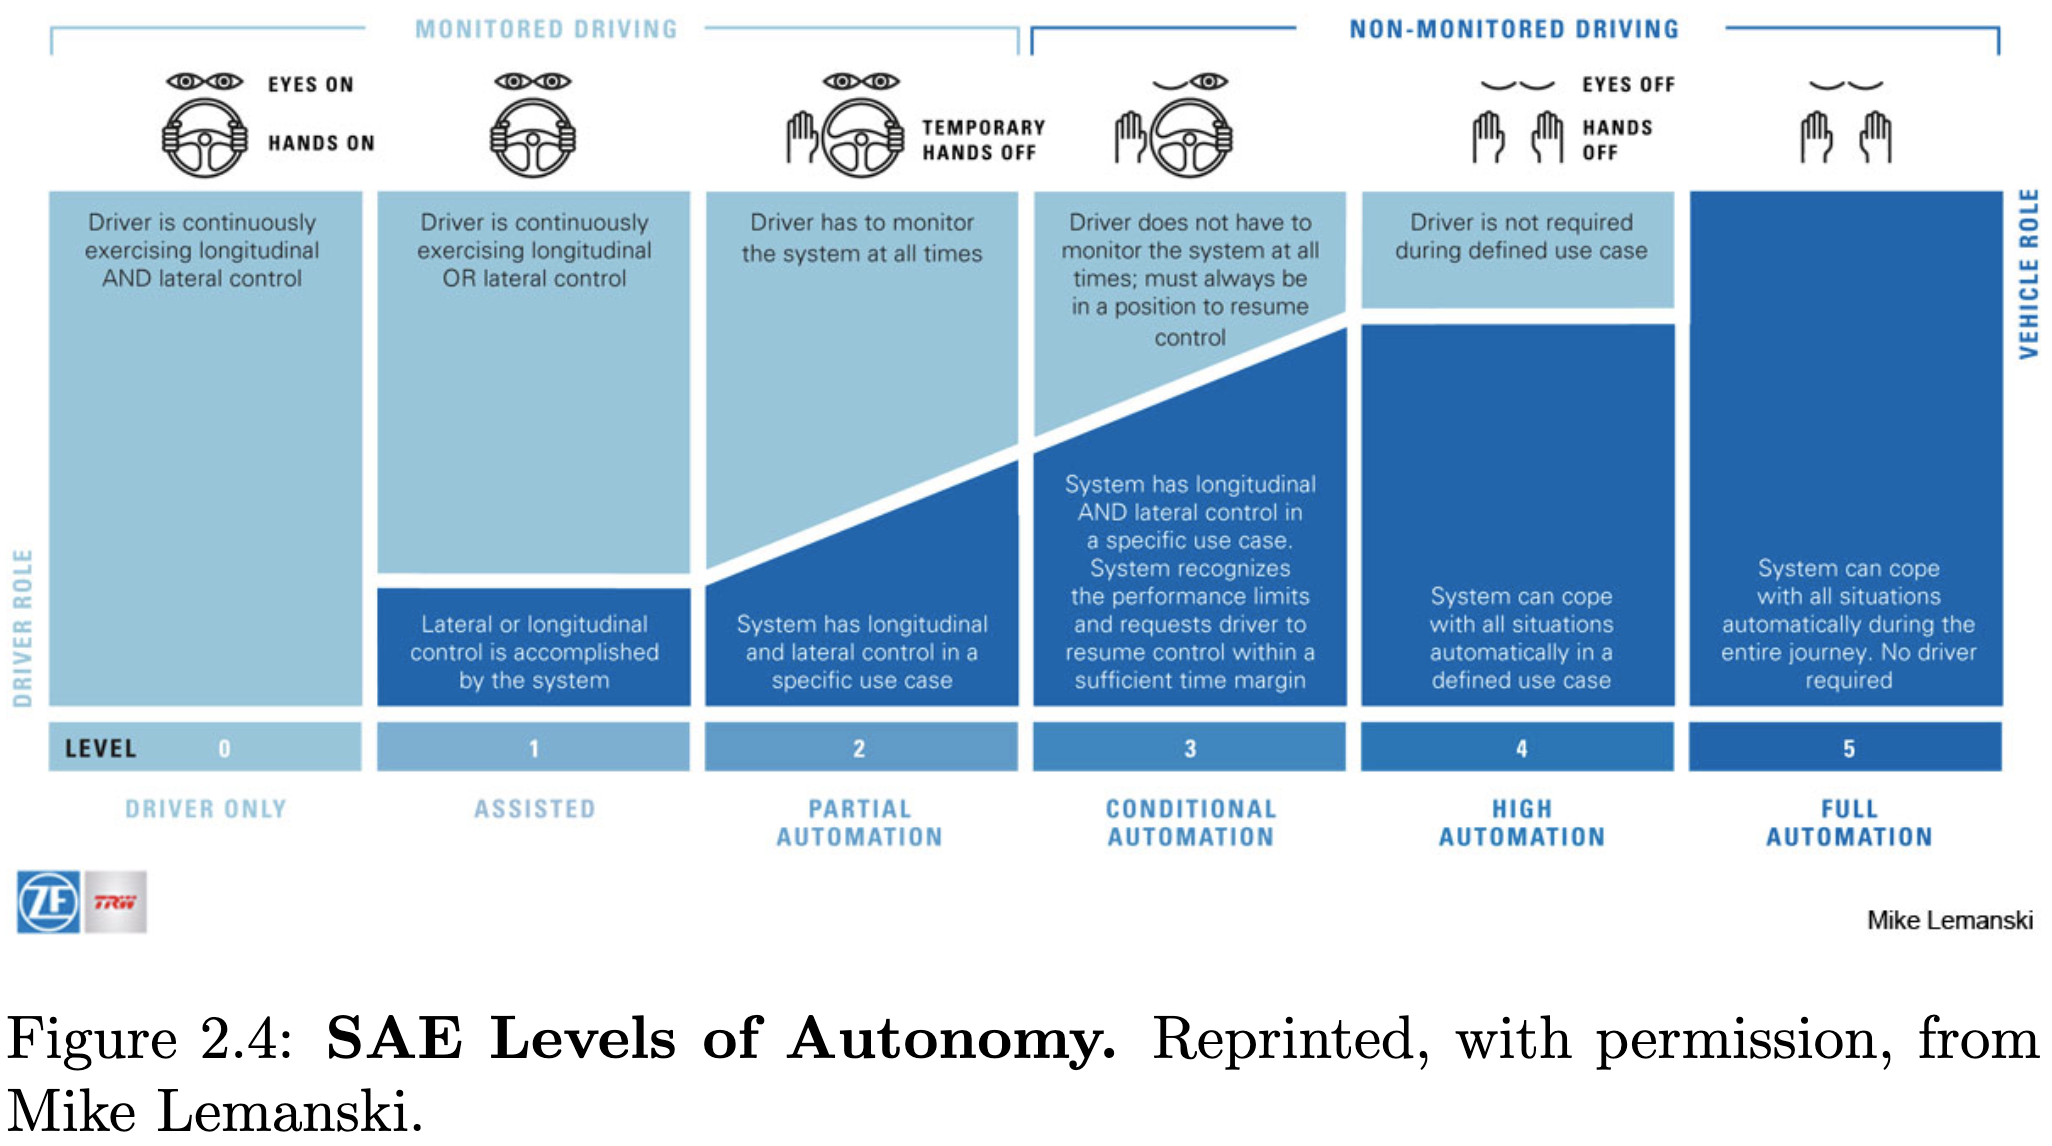 MONITORED DRIVING
NON-MONITORED DRIVING
EYES ON
HANDS ON
TEMPORARY
HANDS OFF
EYES OFF
HANDS
OFF
Driver is continuously
exercising longitudinal
AND lateral control
Driver is continuously
exercising longitudinal
OR lateral control
Driver has to monitor
the system at all times
Driver does not have to
monitor the system at all
times; must always be
in a position to resume
control
Driver is not required
during defined use case
VEHICLE ROLE
DRIVER ROLE
Lateral or longitudinal
control is accomplished
by the system
System has longitudinal
and lateral control in a
specific use case
System has longitudinal
AND lateral control in
a specific use case.
System recognizes
the performance limits
and requests driver to
resume control within a
sufficient time margin
System can cope
with all situations
automatically in a
defined use case
System can cope
with all situations
automatically during the
entire journey. No driver
required
LEVEL 0 1 2 3 4 5
DRIVER ONLY
ASSISTED
PARTIAL
AUTOMATION
CONDITIONAL
AUTOMATION
HIGH
AUTOMATION
FULL
AUTOMATION
ZF
TRW
Mike Lemanski
Figure 2.4: SAE Levels of Autonomy. Reprinted, with permission, from
Mike Lemanski.